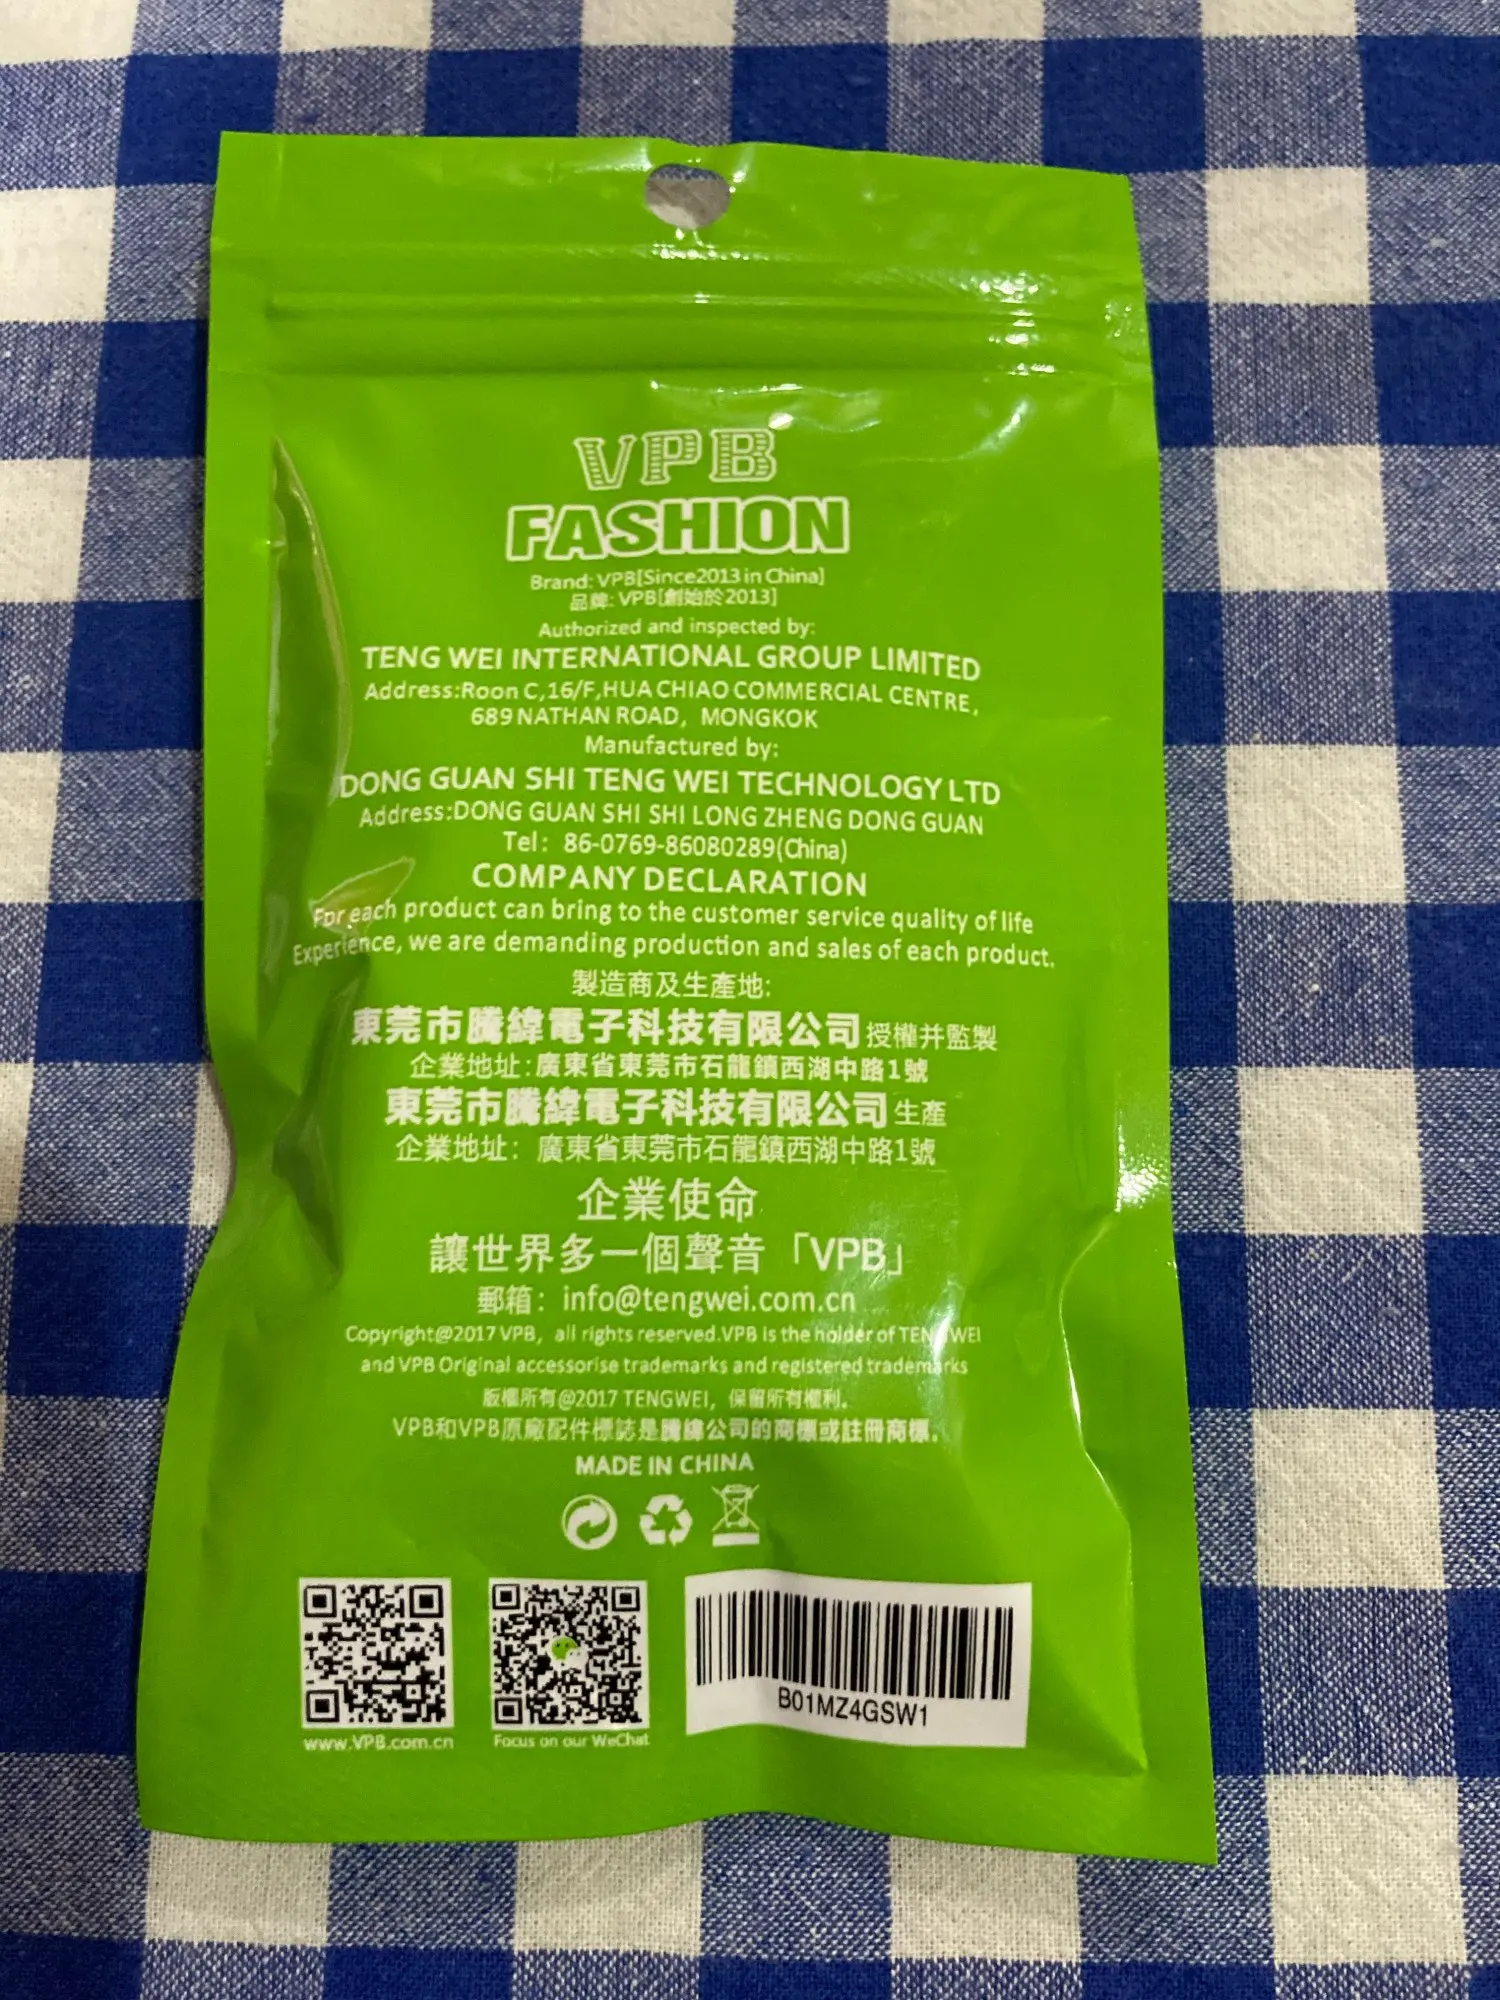 VPB
FASHION
Brand: VPB[Since2013 in China]
品牌: VPB[創始於2013]
Authorized and inspected by:
TENG WEI INTERNATIONAL GROUP LIMITED
Address:Roon C,16/F,HUA CHIAO COMMERCIAL CENTRE,
689 NATHAN ROAD, MONGKOK
Manufactured by:
DONG GUAN SHI TENG WEI TECHNOLOGY LTD
Address:DONG GUAN SHI SHI LONG ZHENG DONG GUAN
Tel: 86-0769-86080289(China)
COMPANY DECLARATION
For each product can bring to the customer service quality of life
Experience, we are demanding production and sales of each product.
製造商及生產地:
東莞市騰緯電子科技有限公司授權并監製
企業地址:廣東省東莞市石龍鎮西湖中路1號
東莞市騰緯電子科技有限公司生產
企業地址: 廣東省東莞市石龍鎮西湖中路1號
企業使命
讓世界多一個聲音「VPB」
郵箱: info@tengwei.com.cn
Copyright@2017 VPB, all rights reserved.VPB is the holder of TENGWEI
and VPB Original accessorise trademarks and registered trademarks
版權所有@2017 TENGWEI, 保留所有權利.
VPB和VPB原廠配件標誌是騰緯公司的商標或註冊商標.
MADE IN CHINA
B01MZ4GSW1
www.VPB.com.cn
Focus on our WeChat